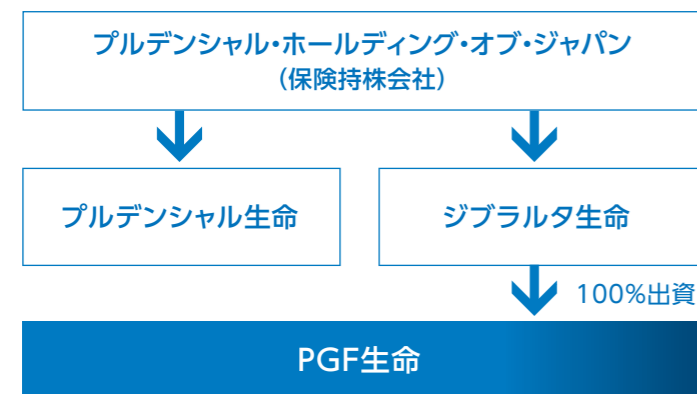 プルデンシャル・ホールディング・オブ・ジャパン
(保険持株会社)
プルデンシャル生命
ジブラルタ生命
100%出資
PGF生命